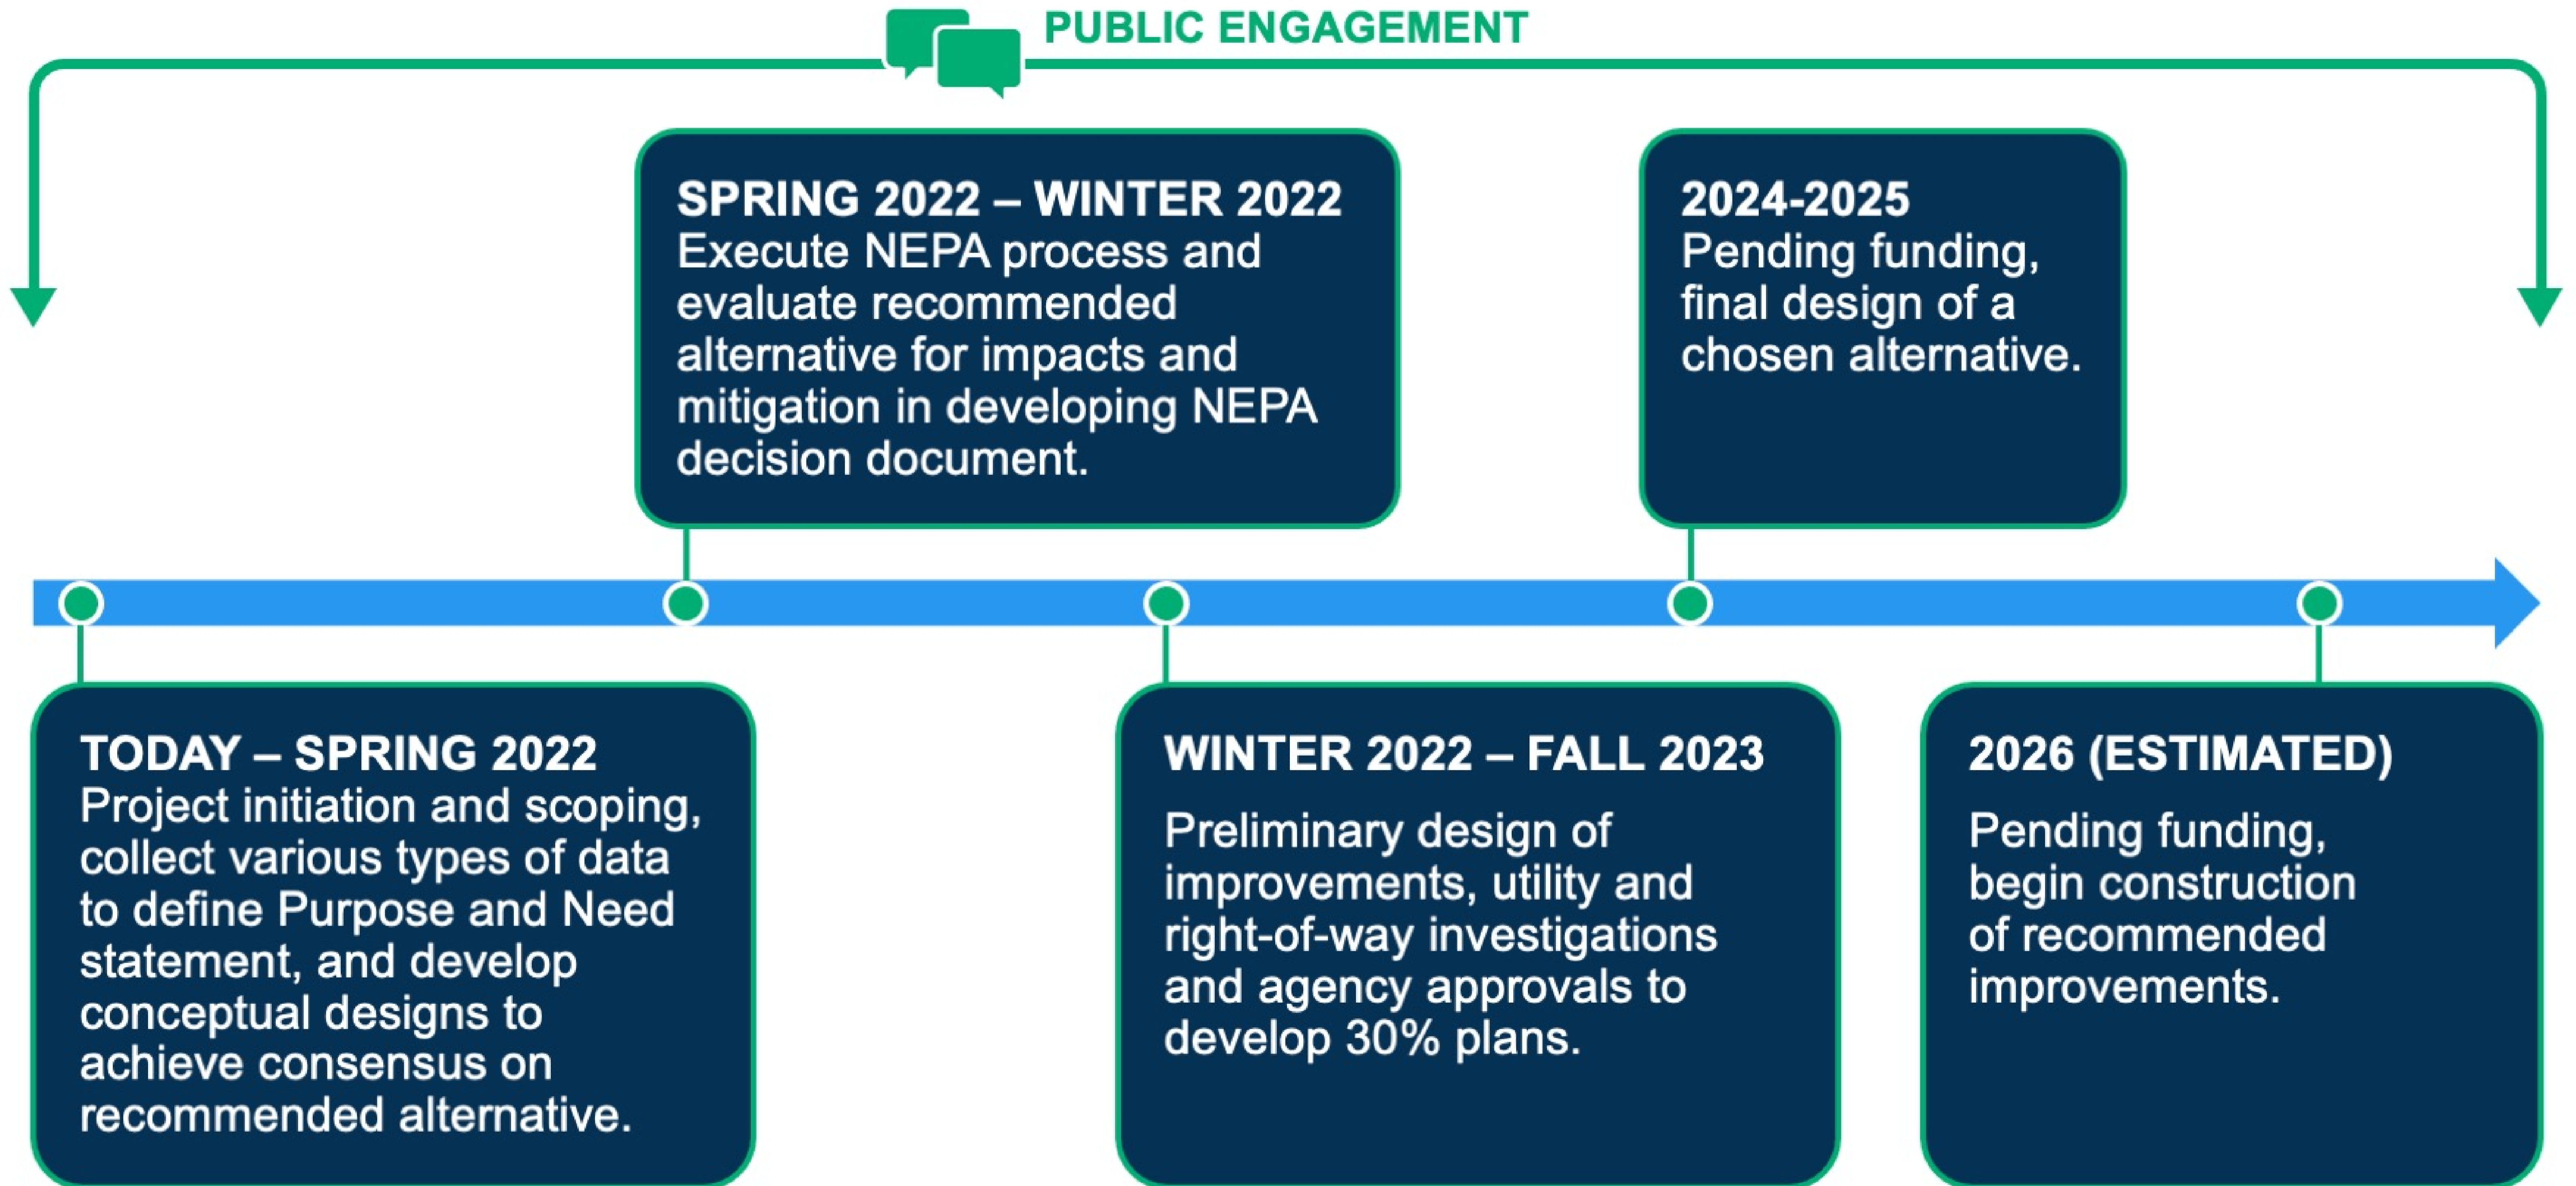 PUBLIC ENGAGEMENT
SPRING 2022 – WINTER 2022
Execute NEPA process and
evaluate recommended
alternative for impacts and
mitigation in developing NEPA
decision document.
2024-2025
Pending funding,
final design of a
chosen alternative.
TODAY – SPRING 2022
Project initiation and scoping,
collect various types of data
to define Purpose and Need
statement, and develop
conceptual designs to
achieve consensus on
recommended alternative.
WINTER 2022 – FALL 2023
Preliminary design of
improvements, utility and
right-of-way investigations
and agency approvals to
develop 30% plans.
2026 (ESTIMATED)
Pending funding,
begin construction
of recommended
improvements.